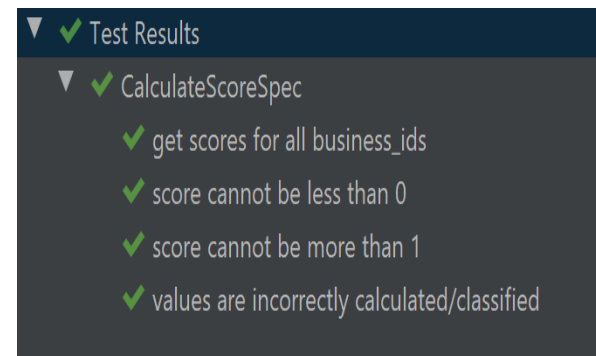 Test Results
CalculateScoreSpec
get scores for all business_ids
score cannot be less than 0
score cannot be more than 1
values are incorrectly calculated/classified